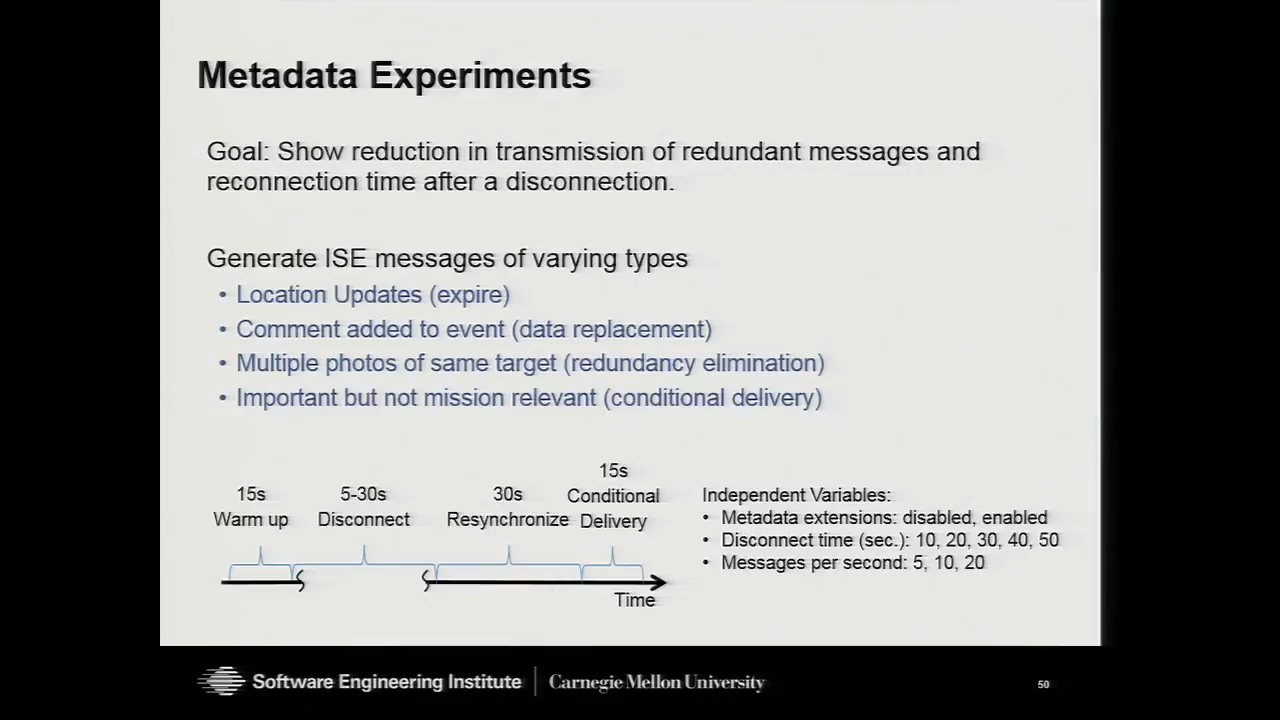 Metadata Experiments
Goal: Show reduction in transmission of redundant messages and
reconnection time after a disconnection.
Generate ISE messages of varying types
• Location Updates (expire)
• Comment added to event (data replacement)
• Multiple photos of same target (redundancy elimination)
• Important but not mission relevant (conditional delivery)
15s
Warm up
5-30s
Disconnect
30s
Resynchronize
15s
Conditional
Delivery
Time
Independent Variables:
• Metadata extensions: disabled, enabled
• Disconnect time (sec.): 10, 20, 30, 40, 50
• Messages per second: 5, 10, 20
Software Engineering Institute | Carnegie Mellon University
50